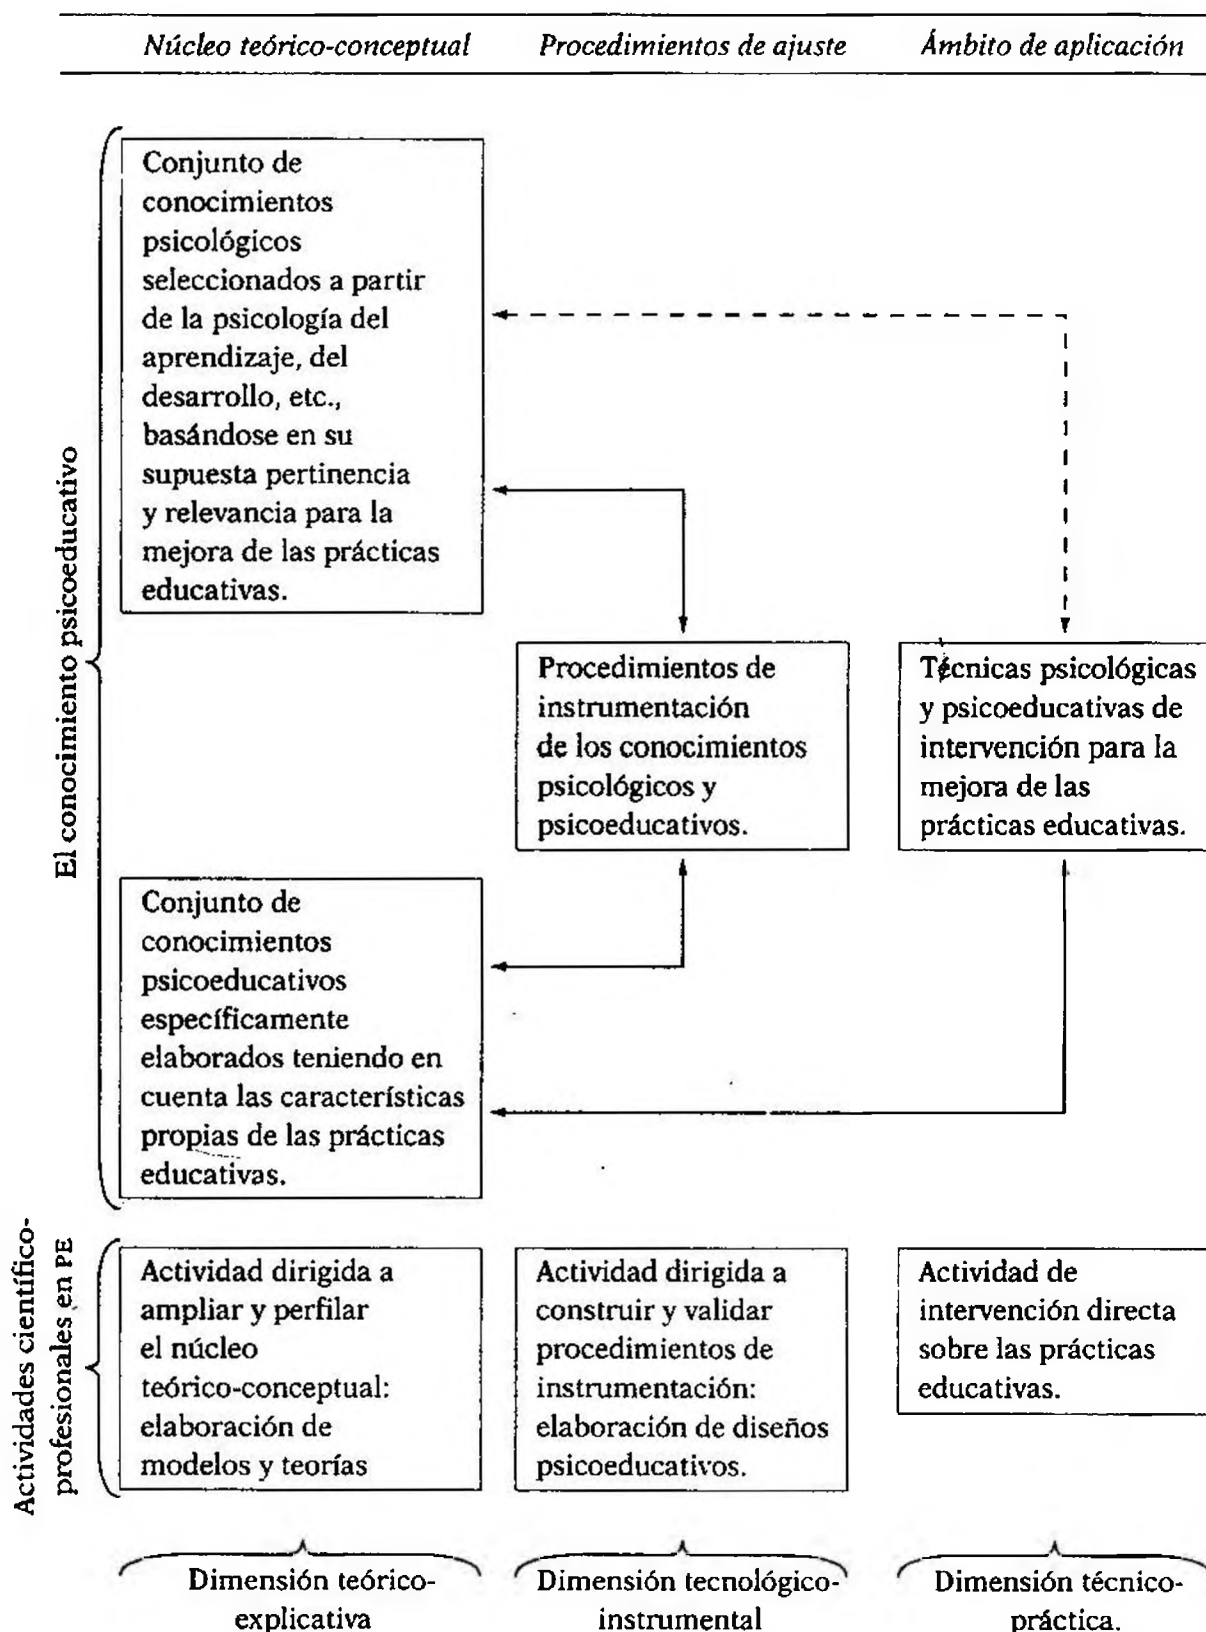 Núcleo teórico-conceptual
Procedimientos de ajuste
Ámbito de aplicación
El conocimiento psicoeducativo
Conjunto de
conocimientos
psicológicos
seleccionados a partir
de la psicología del
aprendizaje, del
desarrollo, etc.,
basándose en su
supuesta pertinencia
y relevancia para la
mejora de las prácticas
educativas.
Procedimientos de
instrumentación
de los conocimientos
psicológicos y
psicoeducativos.
Técnicas psicológicas
y psicoeducativas de
intervención para la
mejora de las
prácticas educativas.
Conjunto de
conocimientos
psicoeducativos
específicamente
elaborados teniendo en
cuenta las características
propias de las prácticas
educativas.
Actividades científico-
profesionales en PE
Actividad dirigida a
ampliar y perfilar
el núcleo
teórico-conceptual:
elaboración de
modelos y teorías
Actividad dirigida a
construir y validar
procedimientos de
instrumentación:
elaboración de diseños
psicoeducativos.
Actividad de
intervención directa
sobre las prácticas
educativas.
Dimensión teórico-
explicativa
Dimensión tecnológico-
instrumental
Dimensión técnico-
práctica.